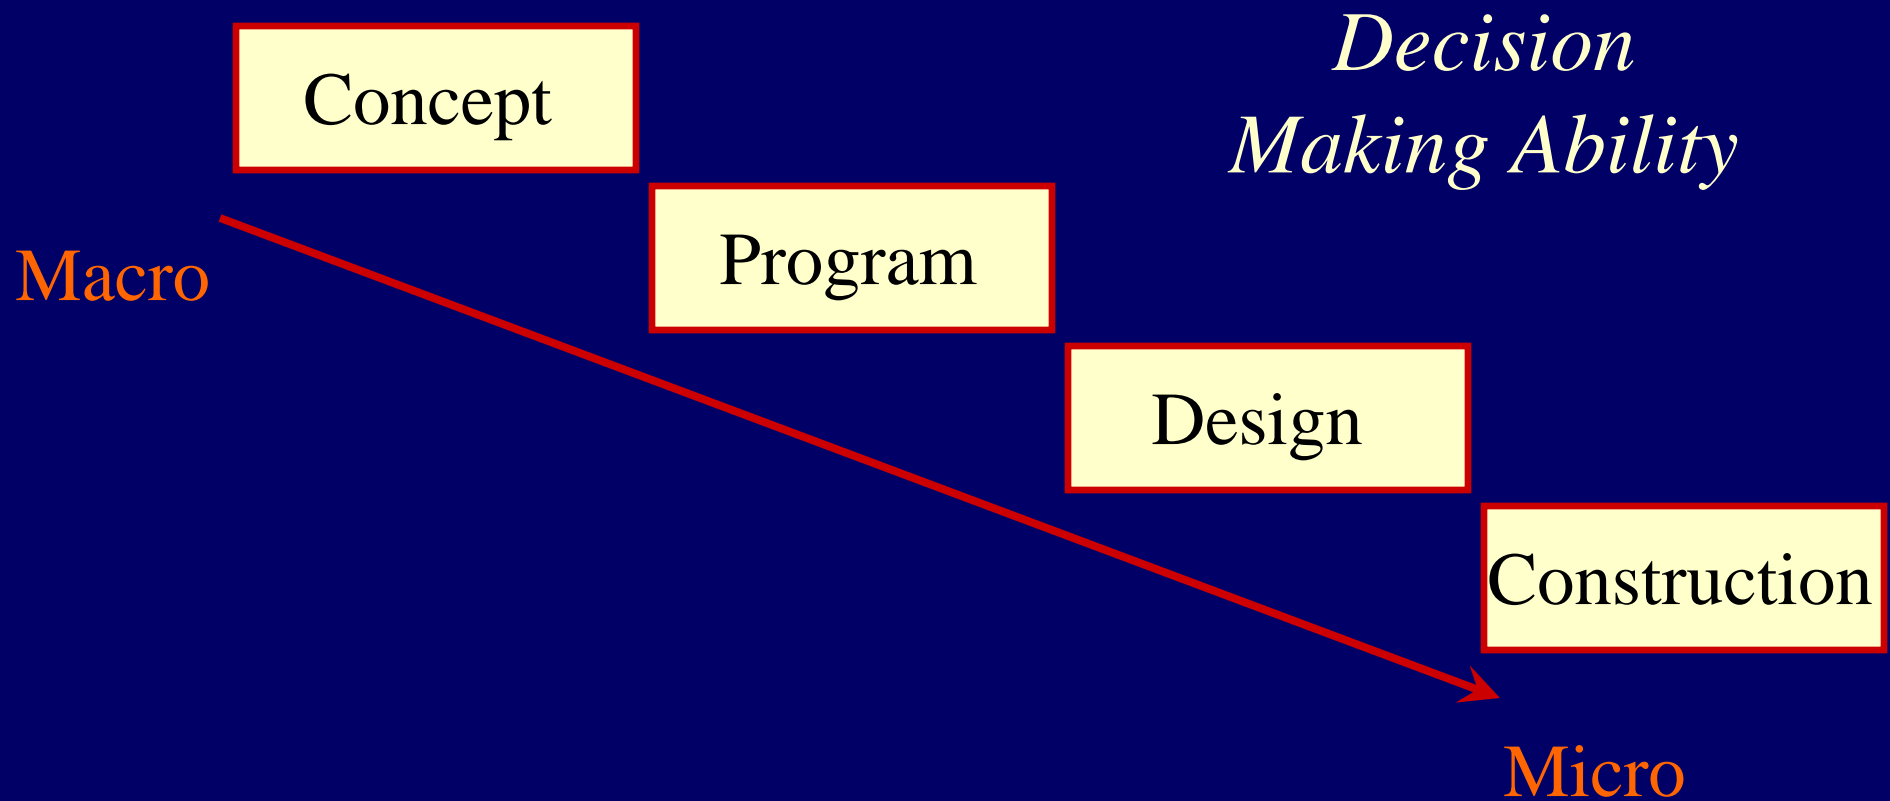 Decision
Making Ability
Concept
Program
Macro
Design
Construction
Micro